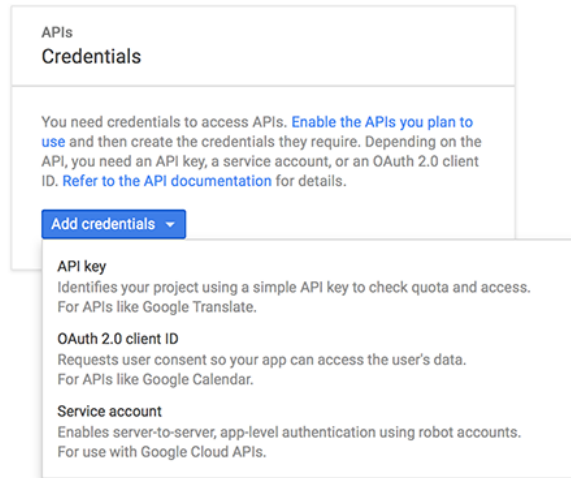 APIs
Credentials
You need credentials to access APIs. Enable the APIs you plan to
use and then create the credentials they require. Depending on the
API, you need an API key, a service account, or an OAuth 2.0 client
ID. Refer to the API documentation for details.
Add credentials
API key
Identifies your project using a simple API key to check quota and access.
For APIs like Google Translate.
OAuth 2.0 client ID
Requests user consent so your app can access the user's data.
For APIs like Google Calendar.
Service account
Enables server-to-server, app-level authentication using robot accounts.
For use with Google Cloud APIs.